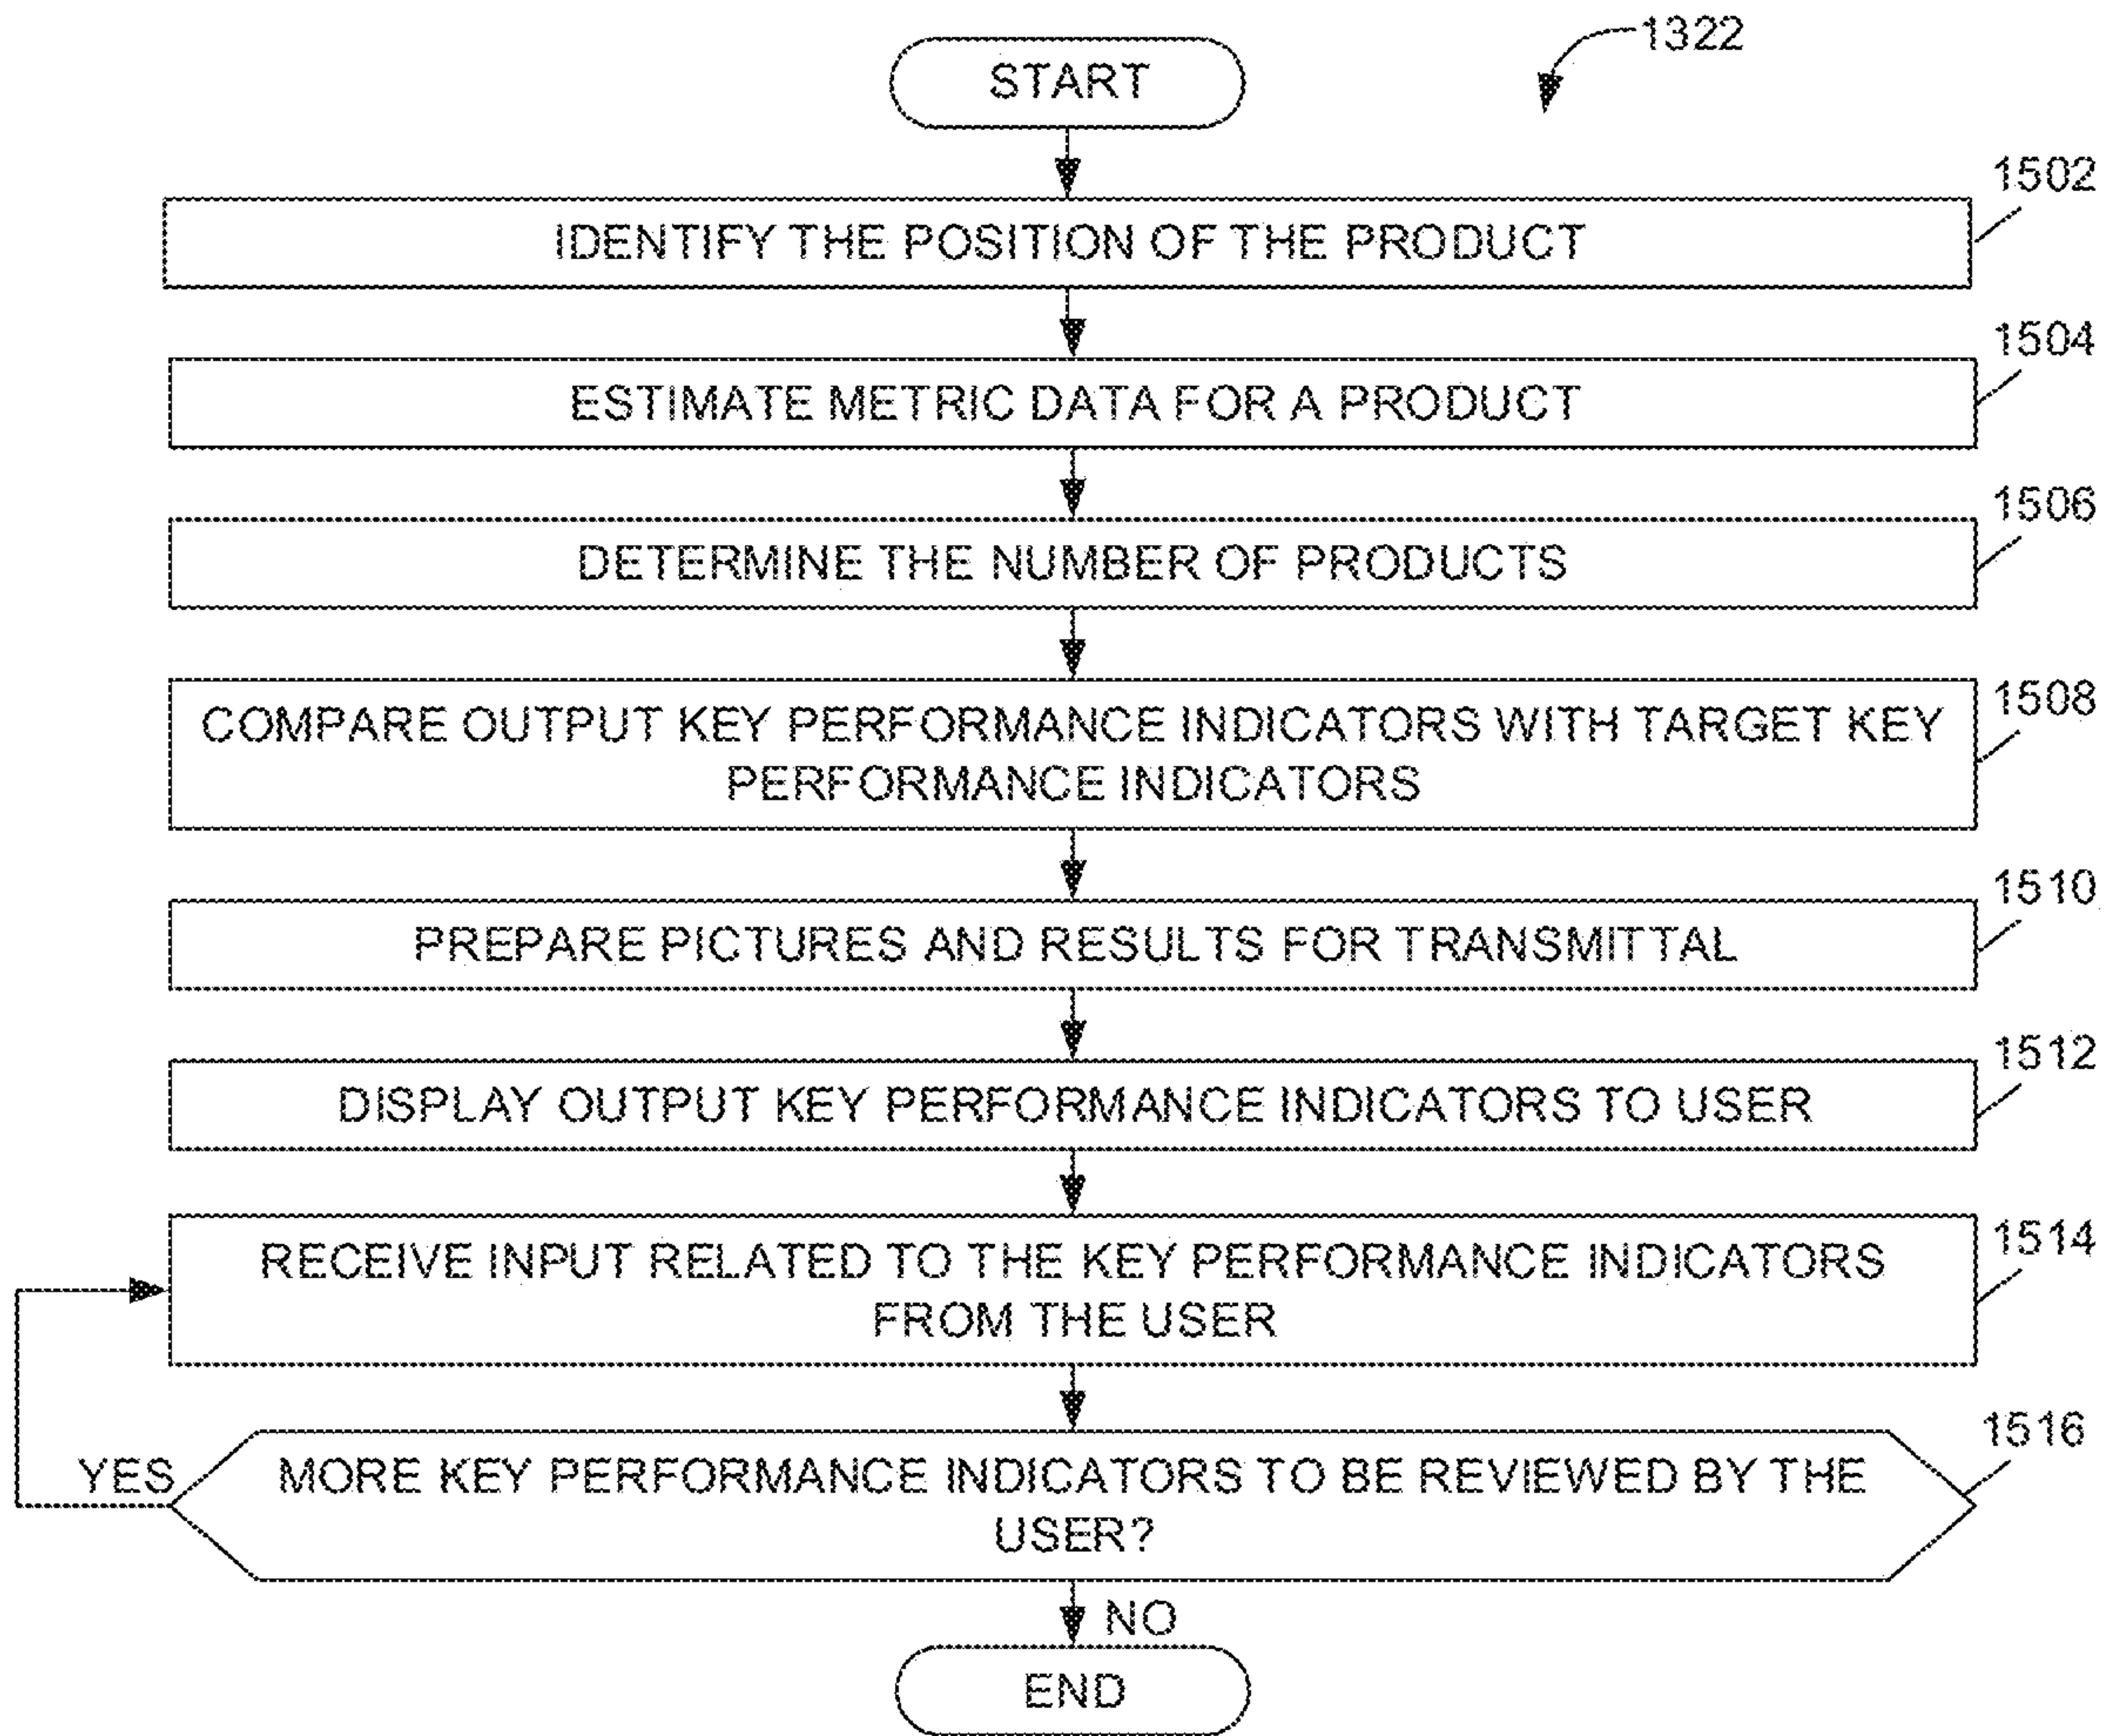 1322
START
1502
IDENTIFY THE POSITION OF THE PRODUCT
1504
ESTIMATE METRIC DATA FOR A PRODUCT
1506
DETERMINE THE NUMBER OF PRODUCTS
1508
COMPARE OUTPUT KEY PERFORMANCE INDICATORS WITH TARGET KEY
PERFORMANCE INDICATORS
1510
PREPARE PICTURES AND RESULTS FOR TRANSMITTAL
1512
DISPLAY OUTPUT KEY PERFORMANCE INDICATORS TO USER
1514
RECEIVE INPUT RELATED TO THE KEY PERFORMANCE INDICATORS
FROM THE USER
1516
YES
MORE KEY PERFORMANCE INDICATORS TO BE REVIEWED BY THE
USER?
NO
END